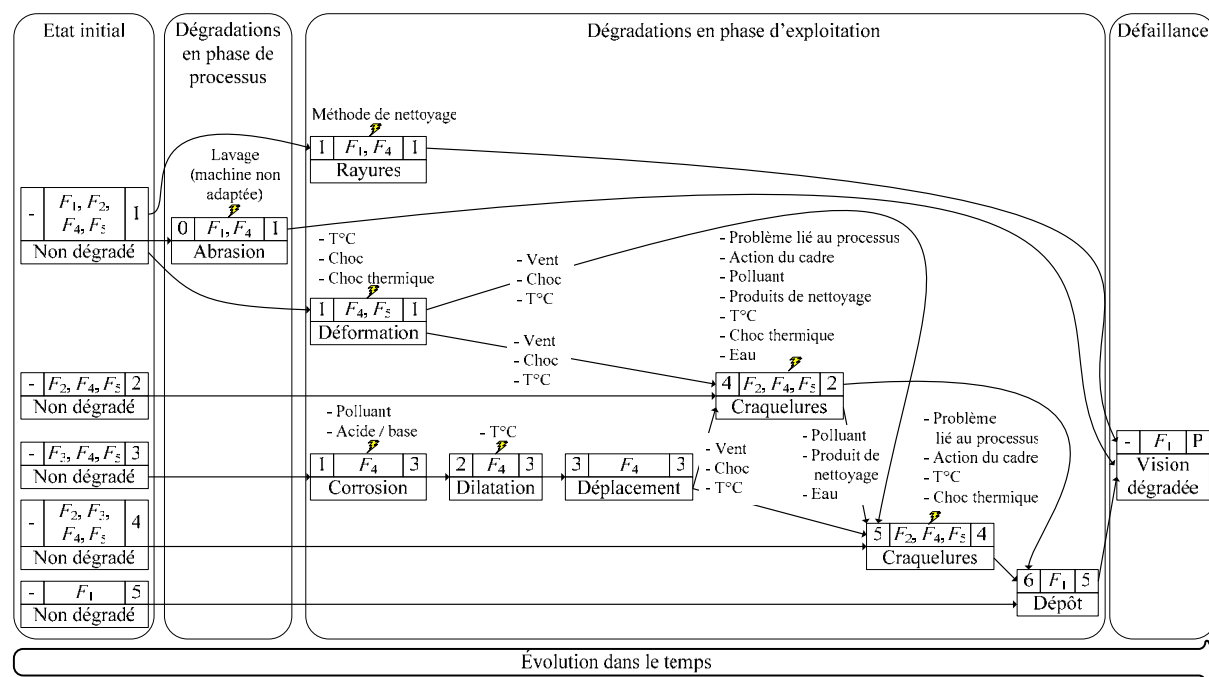 Etat initial
Dégradations
en phase de
processus
Dégradations en phase d'exploitation
Défaillance
Méthode de nettoyage
1 F1, F4 1
Rayures
Lavage
(machine non
adaptée)
- F1, F2,
F4, F5 1
Non dégradé
0 F1, F4 1
Abrasion
- T°C
- Choc
- Choc thermique
1 F4, F5 1
Déformation
- Vent
- Choc
- T°C
- Vent
- Choc
- T°C
- Problème lié au processus
- Action du cadre
- Polluant
- Produits de nettoyage
- T°C
- Choc thermique
- Eau
- F2, F4, F5 2
Non dégradé
4 F2, F4, F5 2
Craquelures
- F3, F4, F5 3
Non dégradé
- Polluant
- Acide / base
1 F4 3
Corrosion
- T°C
2 F4 3
Dilatation
3 F4 3
Déplacement
- Vent
- Choc
- T°C
- Polluant
- Produit de
nettoyage
- Eau
- Problème
lié au processus
- Action du cadre
- T°C
- Choc thermique
- F1 P
Vision
dégradée
- F2, F3,
F4, F5 4
Non dégradé
5 F2, F4, F5 4
Craquelures
- F1 5
Non dégradé
6 F1 5
Dépôt
Évolution dans le temps